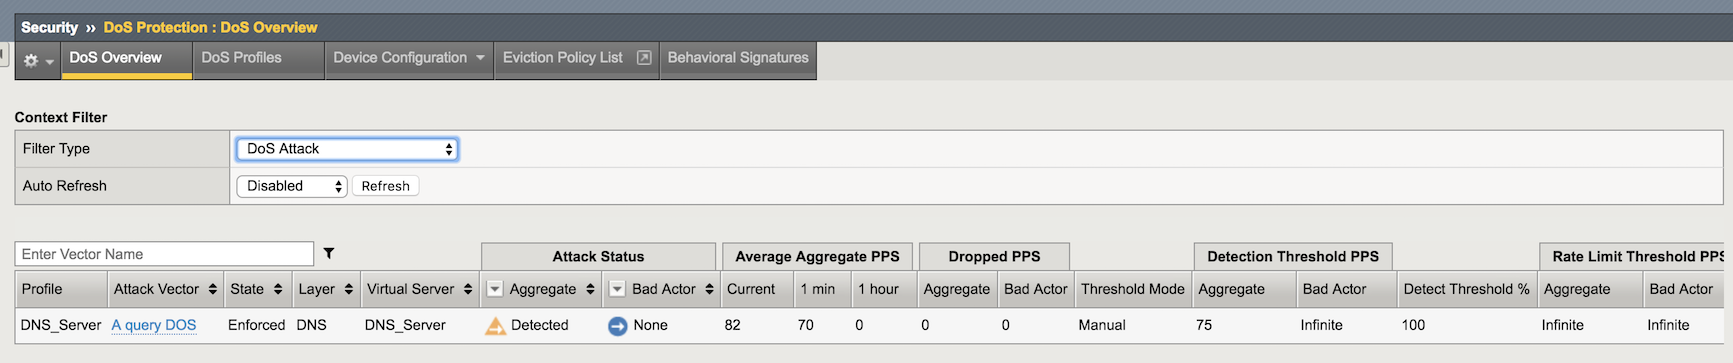 Security » DoS Protection : DoS Overview
DoS Overview DoS Profiles Device Configuration Eviction Policy List Behavioral Signatures
Context Filter
Filter Type DoS Attack
Auto Refresh Disabled Refresh
Enter Vector Name Attack Status Average Aggregate PPS Dropped PPS Detection Threshold PPS Rate Limit Threshold PPS
Profile Attack Vector State Layer Virtual Server Aggregate Bad Actor Current 1 min 1 hour Aggregate Bad Actor Threshold Mode Aggregate Bad Actor Detect Threshold % Aggregate Bad Actor
DNS_Server A query DOS Enforced DNS DNS_Server Detected None 82 70 0 0 0 Manual 75 Infinite 100 Infinite Infinite